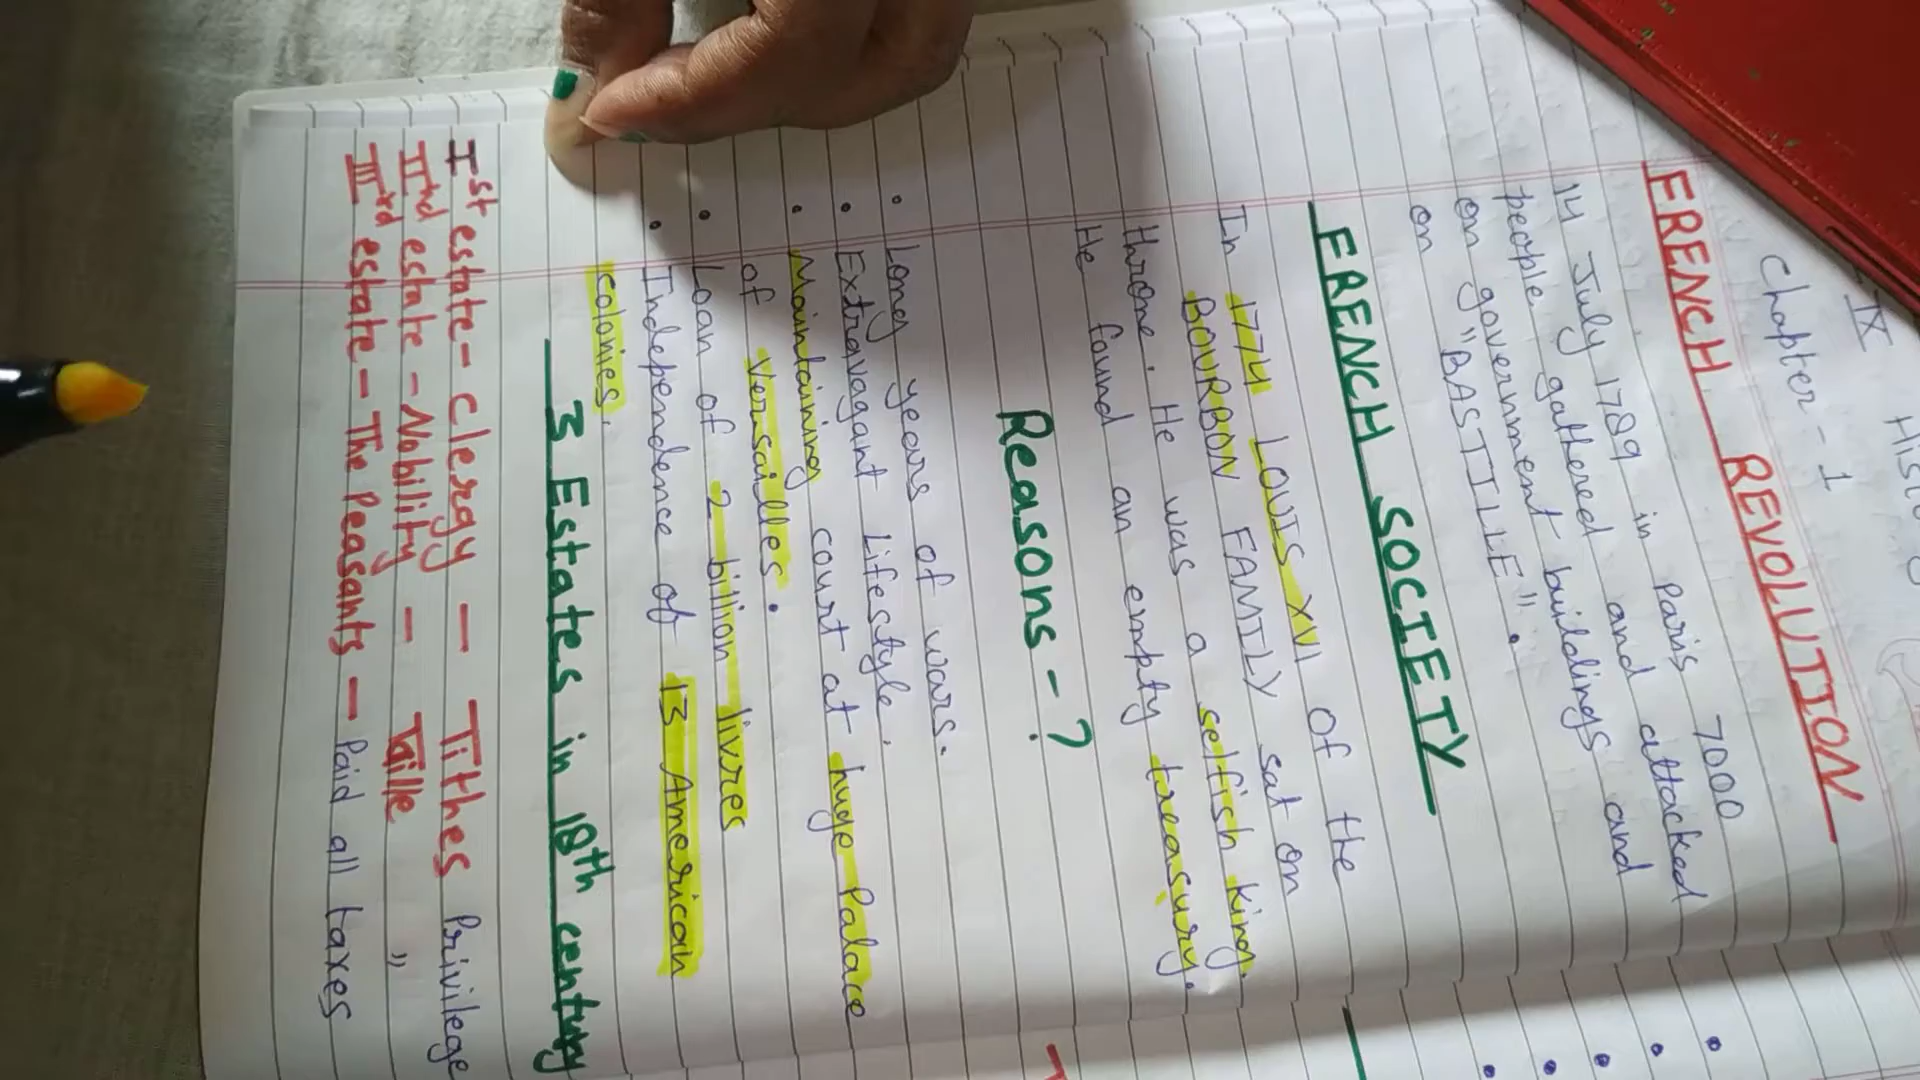 IX
Chapter - 1
FRENCH REVOLUTION
14 July 1789 in Paris 7000
people gathered and attacked
on government buildings and
on "BASTILLE".
FRENCH SOCIETY
In 1774 LOUIS XVI of the
BOURBON FAMILY sat on
throne. He was a selfish king.
He found an empty treasury.
Reasons - ?
• Long years of wars.
• Extravagant Lifestyle.
• Maintaining court at huge Palace
of Versailles.
• Loan of 2 billion livres
• Independence of 13 American
colonies.
3 Estates in 18th century
Ist estate - clergy - Tithes Privilege
IInd estate - Nobility - Taille "
IIIrd estate - The Peasants - Paid all taxes